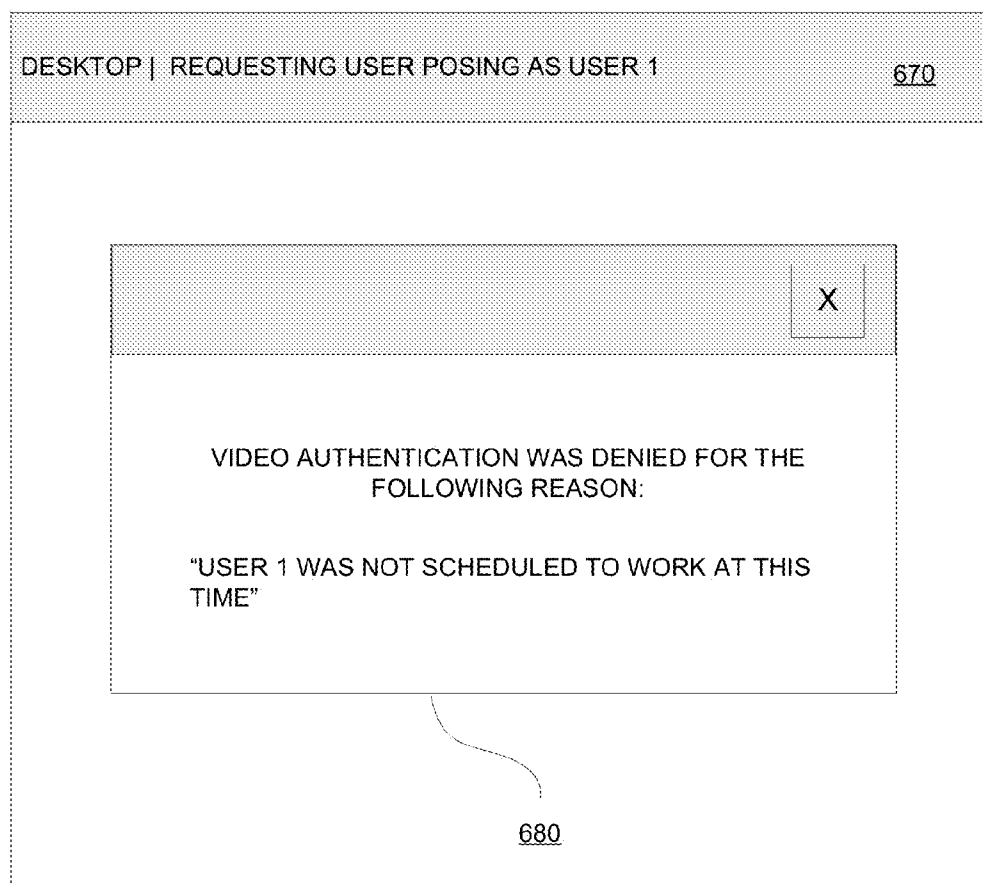 DESKTOP | REQUESTING USER POSING AS USER 1
670
X
VIDEO AUTHENTICATION WAS DENIED FOR THE
FOLLOWING REASON:
“USER 1 WAS NOT SCHEDULED TO WORK AT THIS
TIME”
680